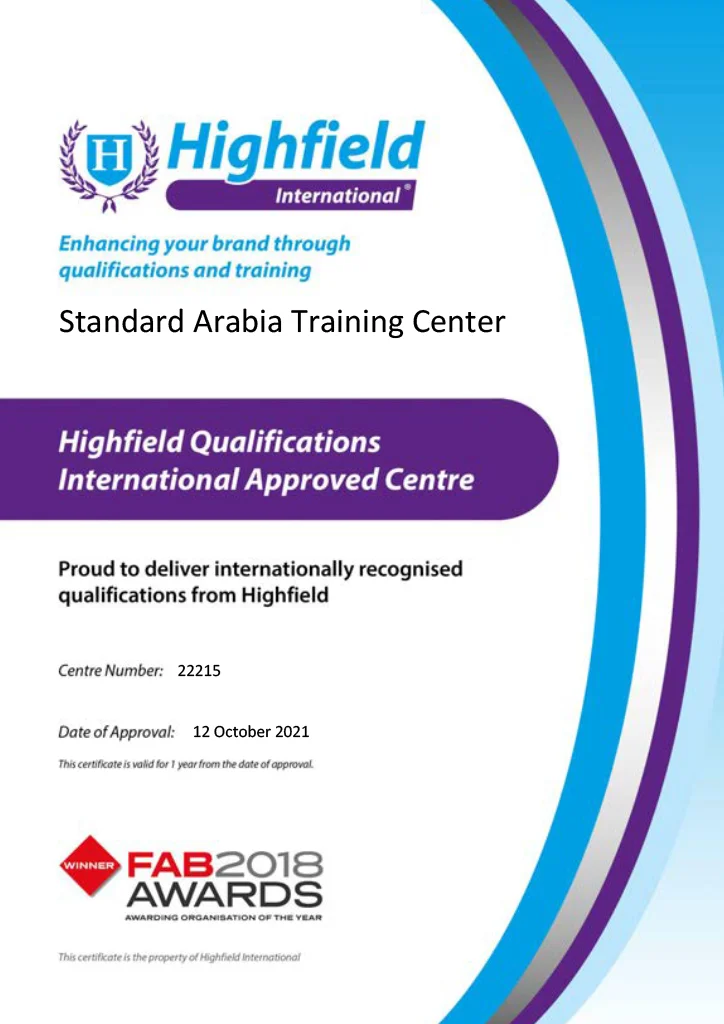 H
Highfield
International®
Enhancing your brand through
qualifications and training
Standard Arabia Training Center
Highfield Qualifications
International Approved Centre
Proud to deliver internationally recognised
qualifications from Highfield
Centre Number: 22215
Date of Approval: 12 October 2021
This certificate is valid for 1 year from the date of approval.
WINNER FAB2018
AWARDS
AWARDING ORGANISATION OF THE YEAR
This certificate is the property of Highfield International